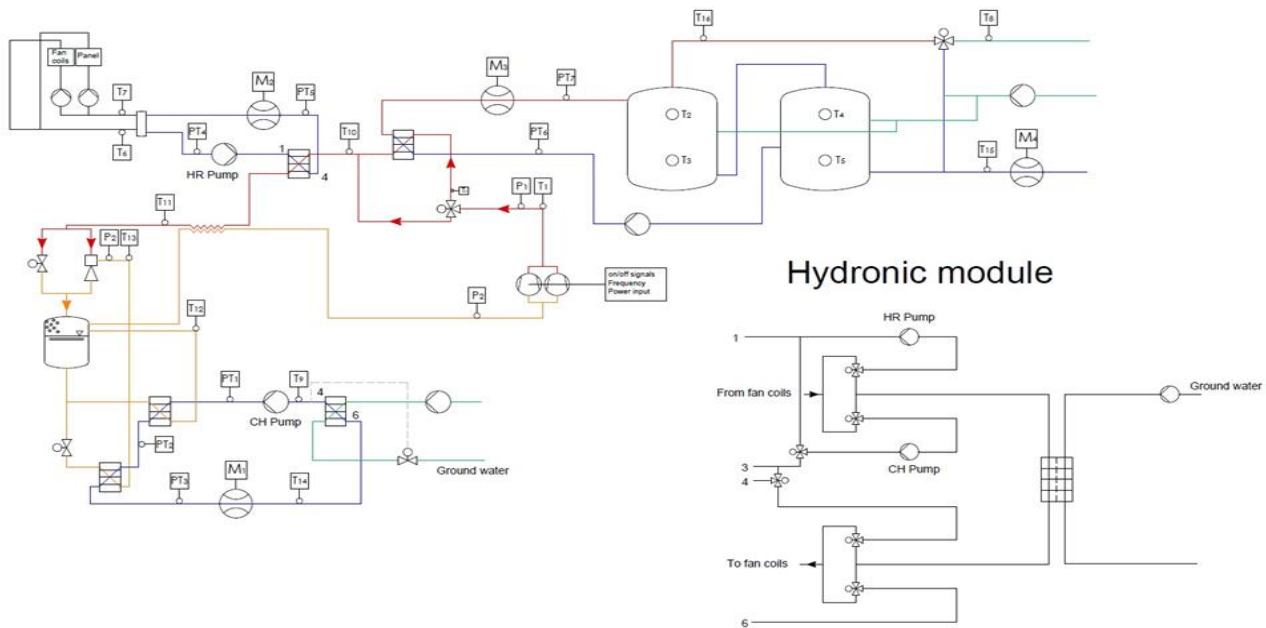 T16
T8
Fan coils
Panel
M3
PT7
T7
M2
PT5
T2
T4
PT4
T10
PT6
T6
1
T3
T5
T15
M4
HR Pump
4
P1
T1
T11
P2
T13
on/off signals
Frequency
Power input
Hydronic module
P2
T12
HR Pump
1
PT1
T9
4
From fan coils
Ground water
CH Pump
6
PT2
3
CH Pump
M1
Ground water
4
PT3
T14
To fan coils
6